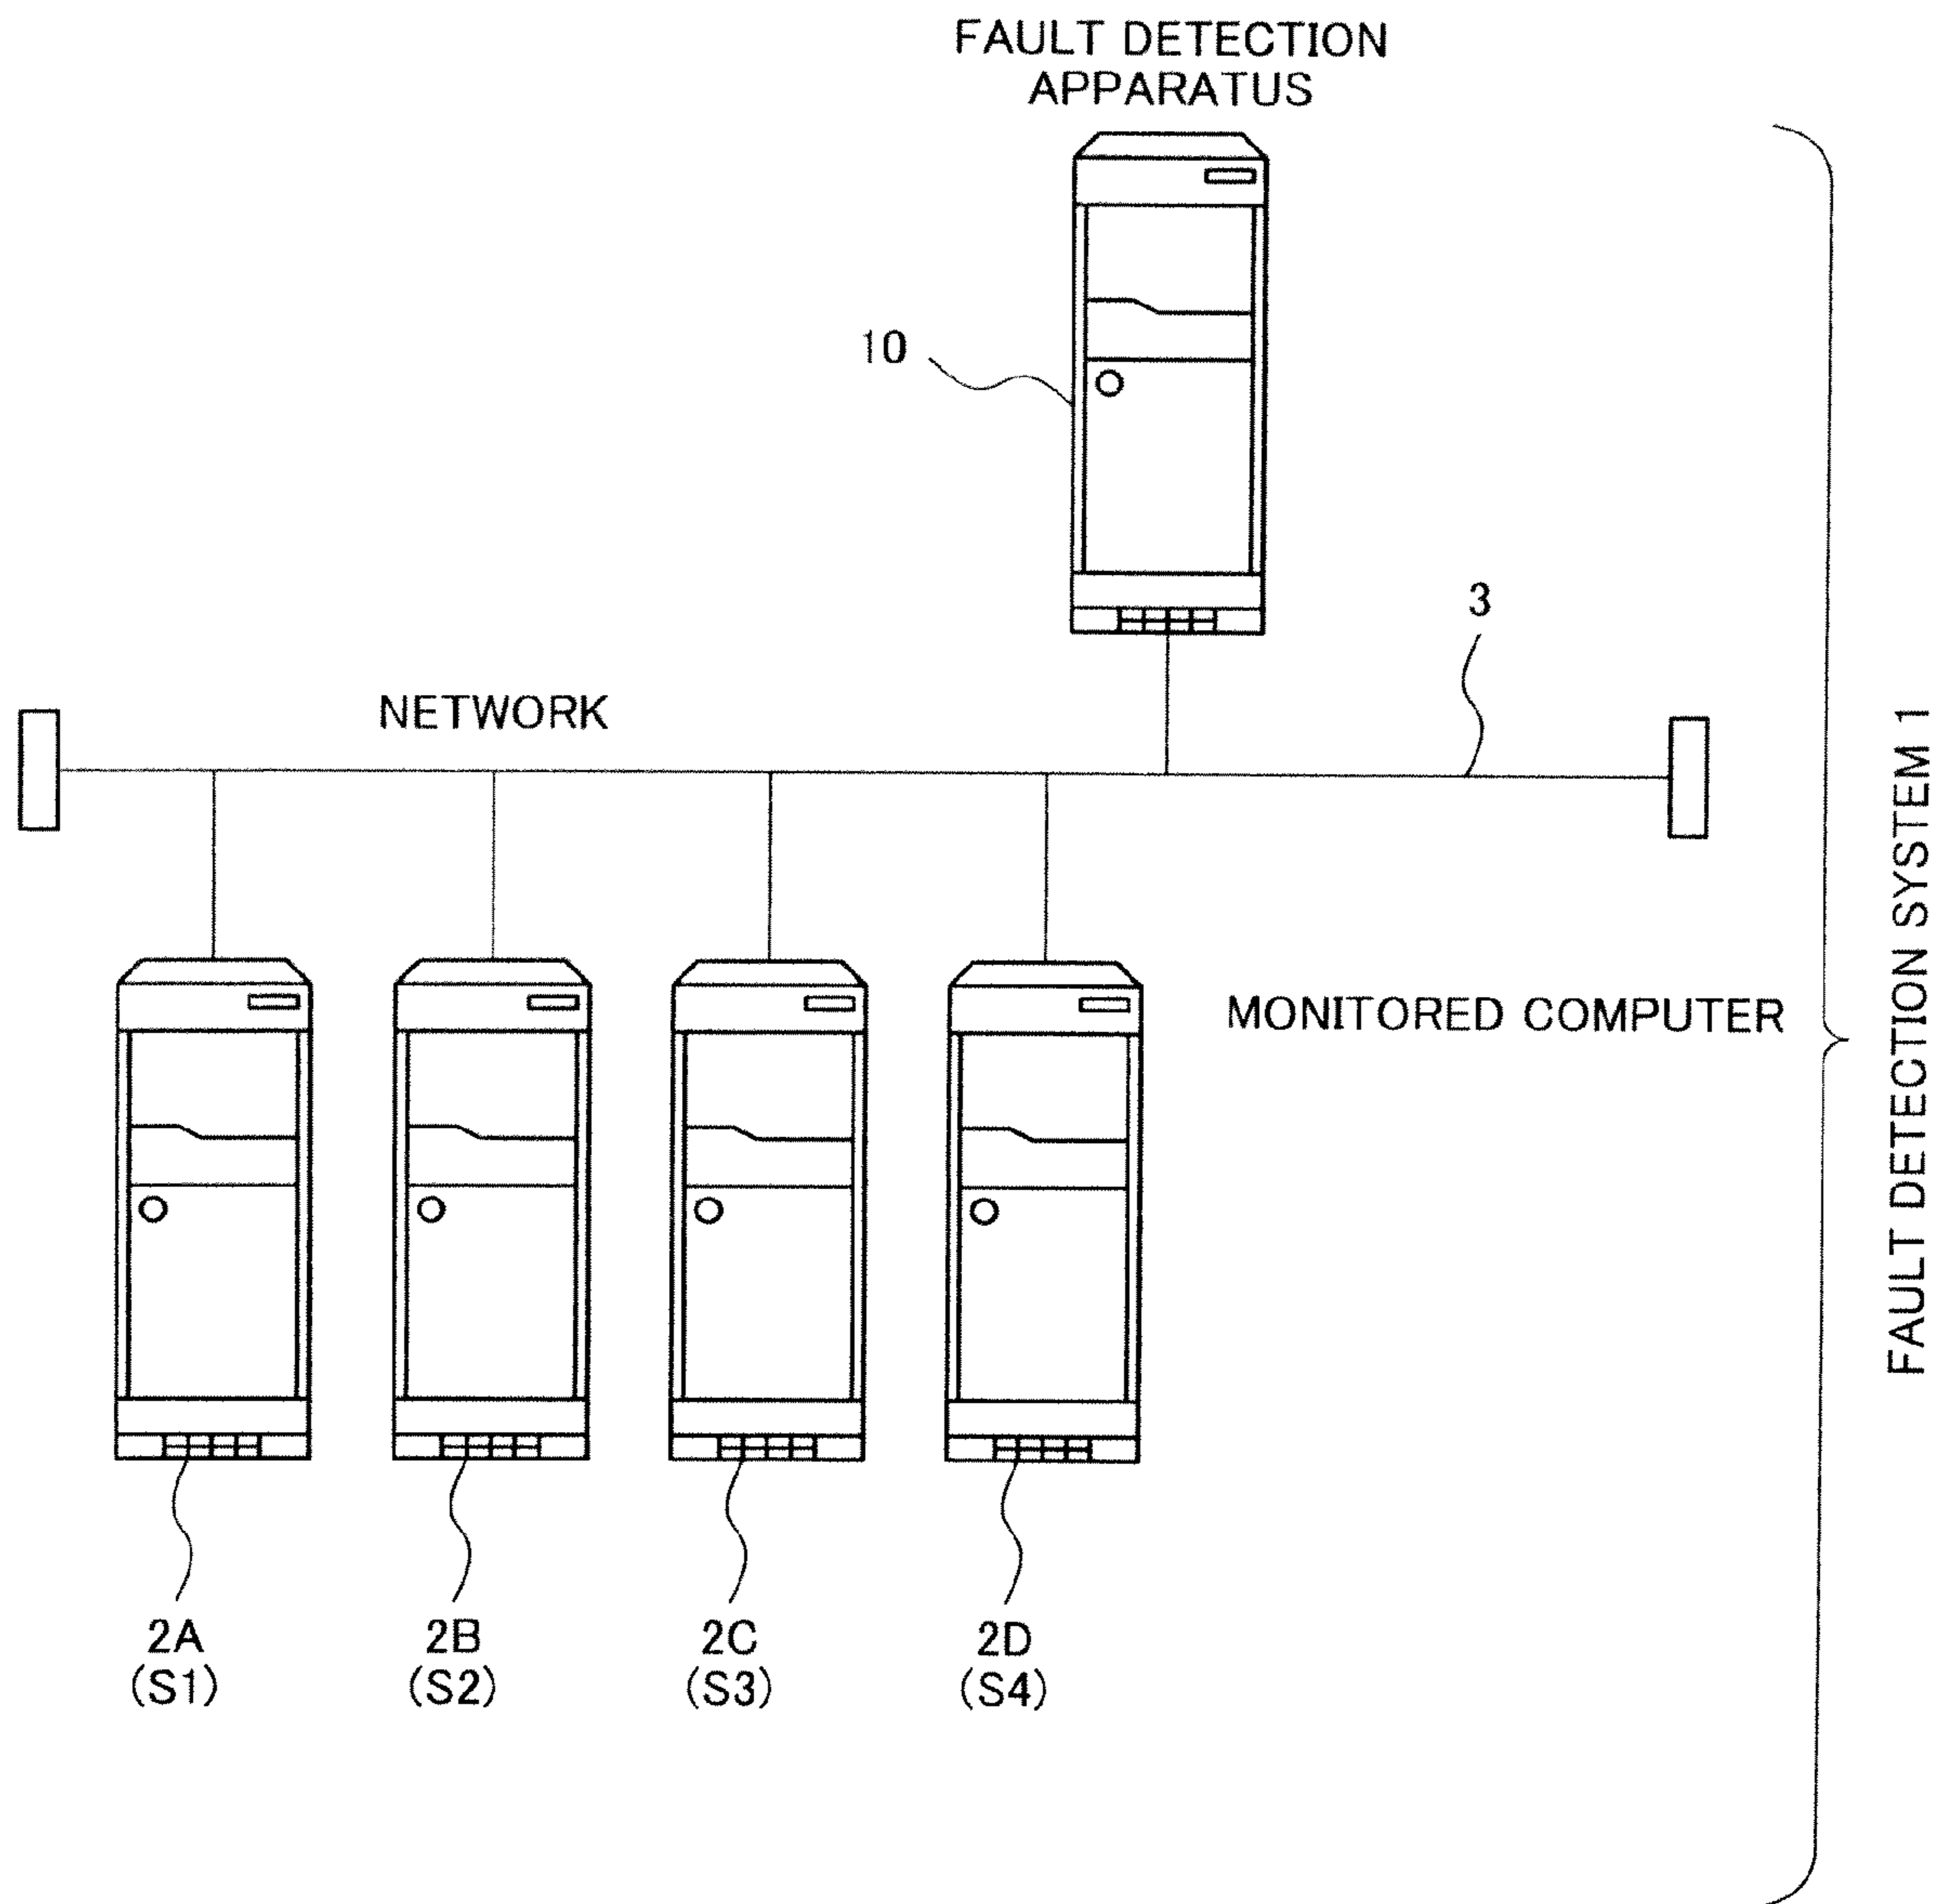 FAULT DETECTION
APPARATUS
10
3
NETWORK
MONITORED COMPUTER
2A
(S1)
2B
(S2)
2C
(S3)
2D
(S4)
FAULT DETECTION SYSTEM 1